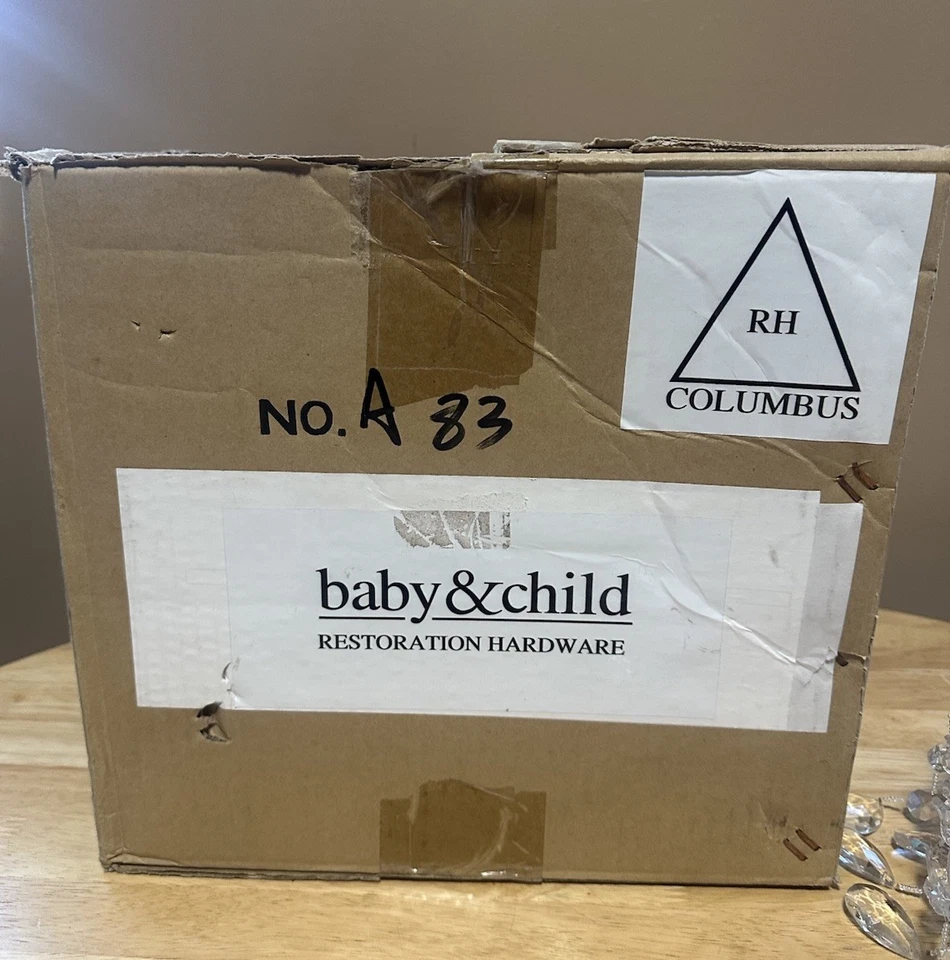 RH
COLUMBUS
NO. A 83
baby&child
RESTORATION HARDWARE